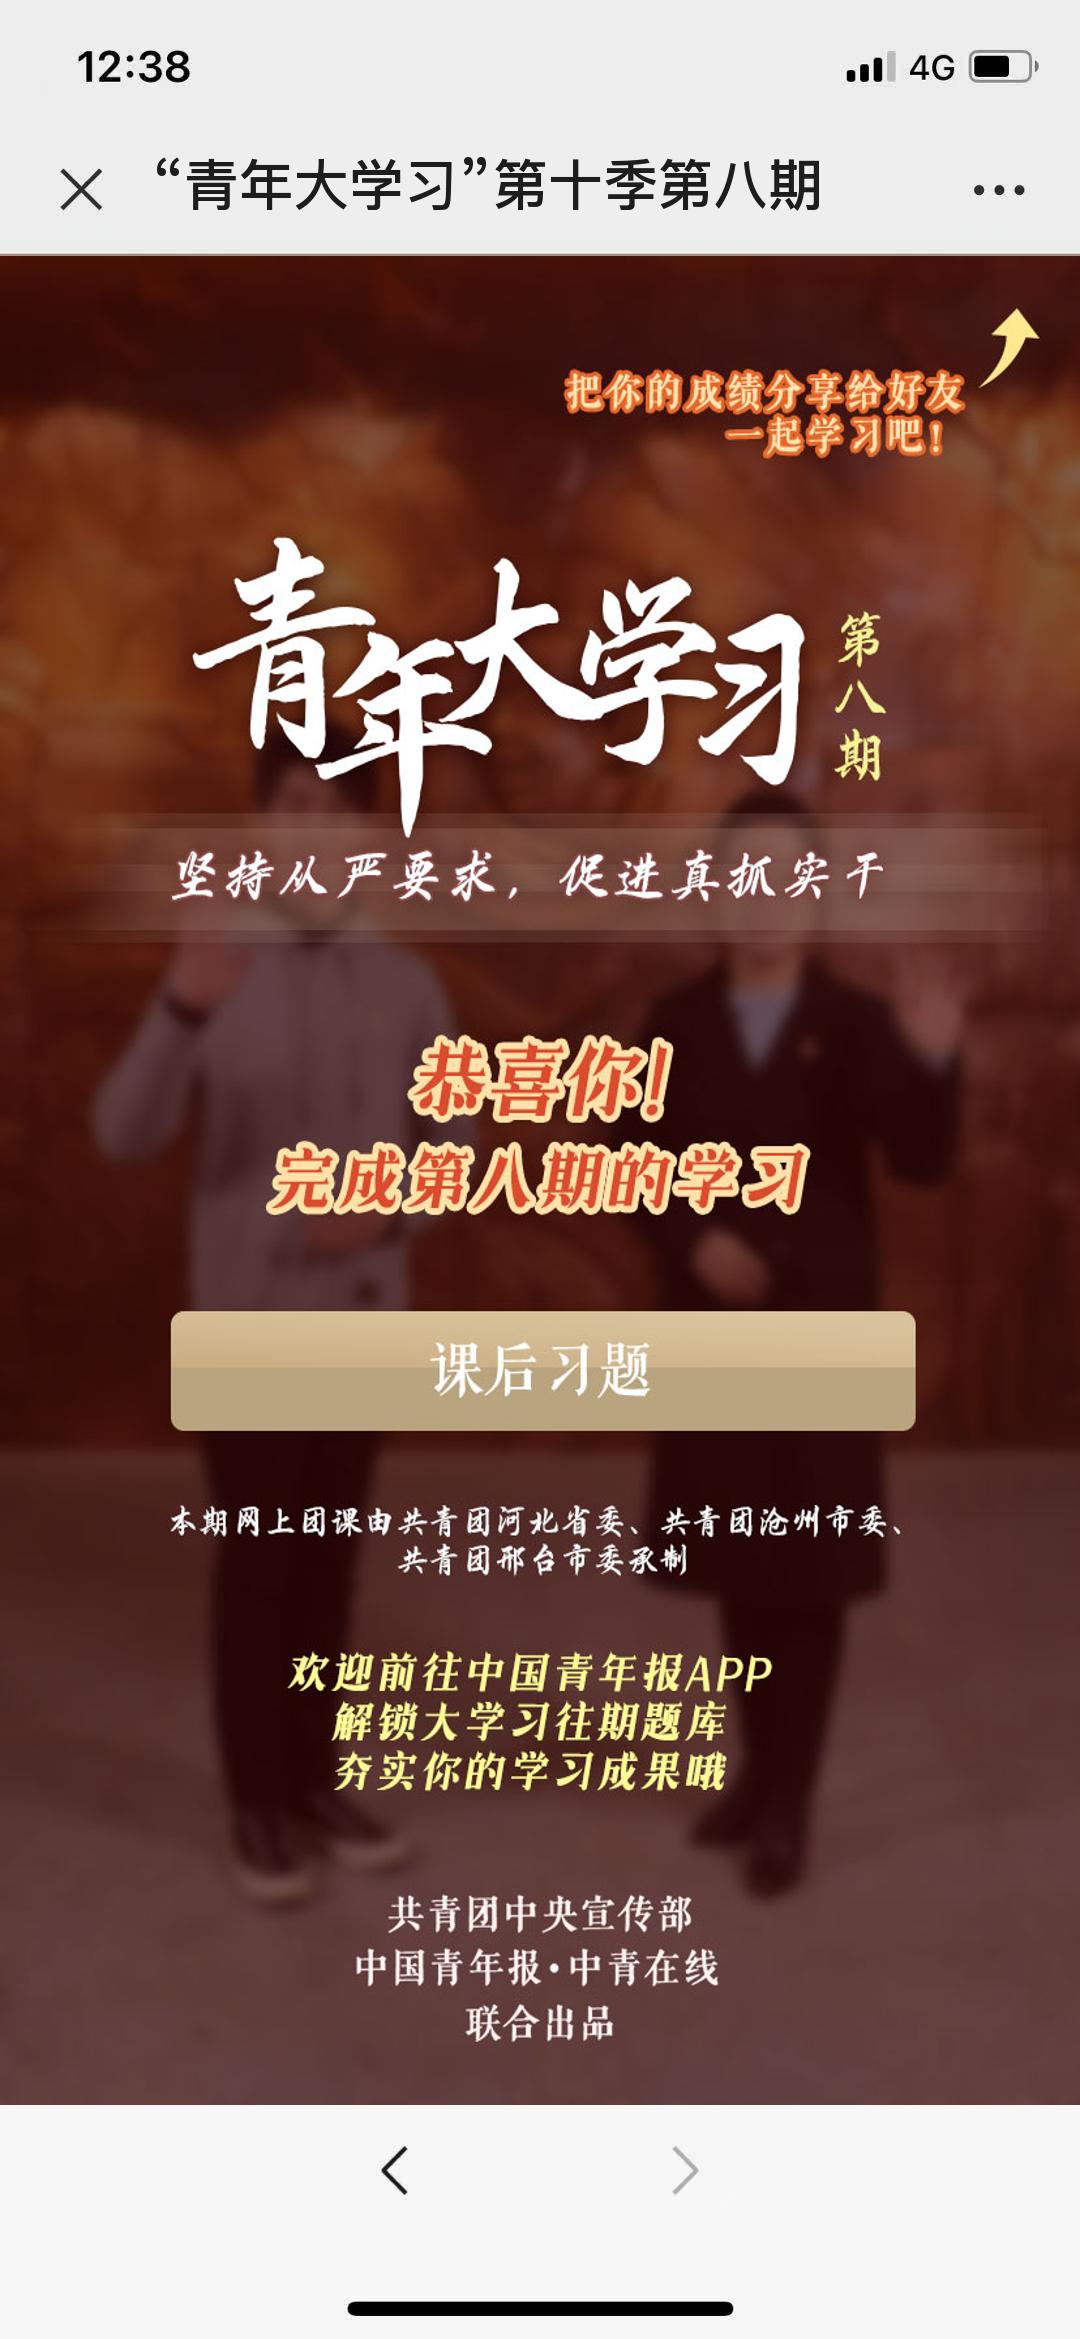 12:38
4G
“青年大学习”第十季第八期
把你的成绩分享给好友
一起学习吧!
青年大学习
第八期
坚持从严要求，促进真抓实干
恭喜你!
完成第八期的学习
课后习题
本期网上团课由共青团河北省委、共青团沧州市委、
共青团邢台市委承制
欢迎前往中国青年报APP
解锁大学习往期题库
夯实你的学习成果哦
共青团中央宣传部
中国青年报·中青在线
联合出品